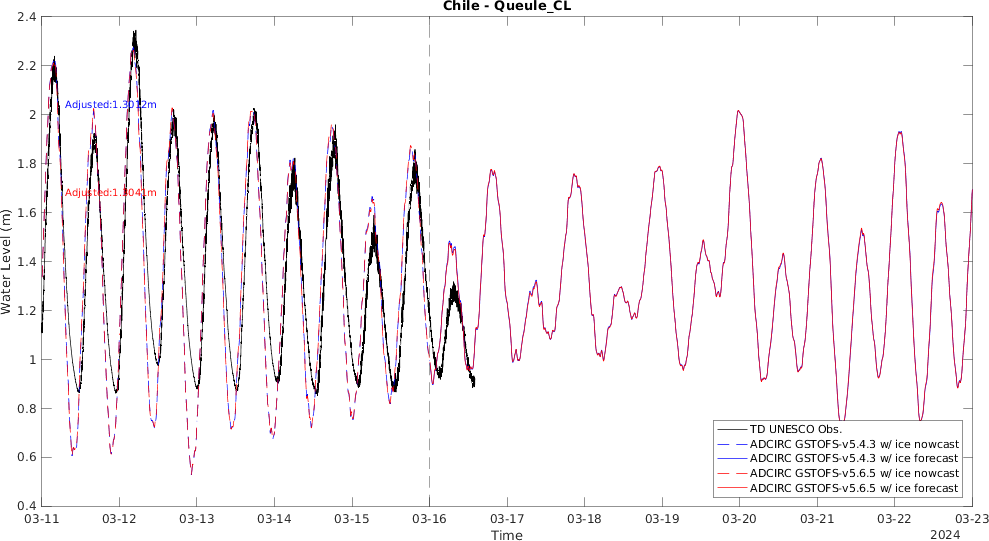 Chile - Queule_CL
2.4
2.2
2
1.8
1.6
1.4
1.2
1
0.8
0.6
0.4
Water Level (m)
Adjusted:1.3012m
Adjusted:1.3041m
TD UNESCO Obs.
ADCIRC GSTOFS-v5.4.3 w/ ice nowcast
ADCIRC GSTOFS-v5.4.3 w/ ice forecast
ADCIRC GSTOFS-v5.6.5 w/ ice nowcast
ADCIRC GSTOFS-v5.6.5 w/ ice forecast
03-11 03-12 03-13 03-14 03-15 03-16 03-17 03-18 03-19 03-20 03-21 03-22 03-23
Time 2024